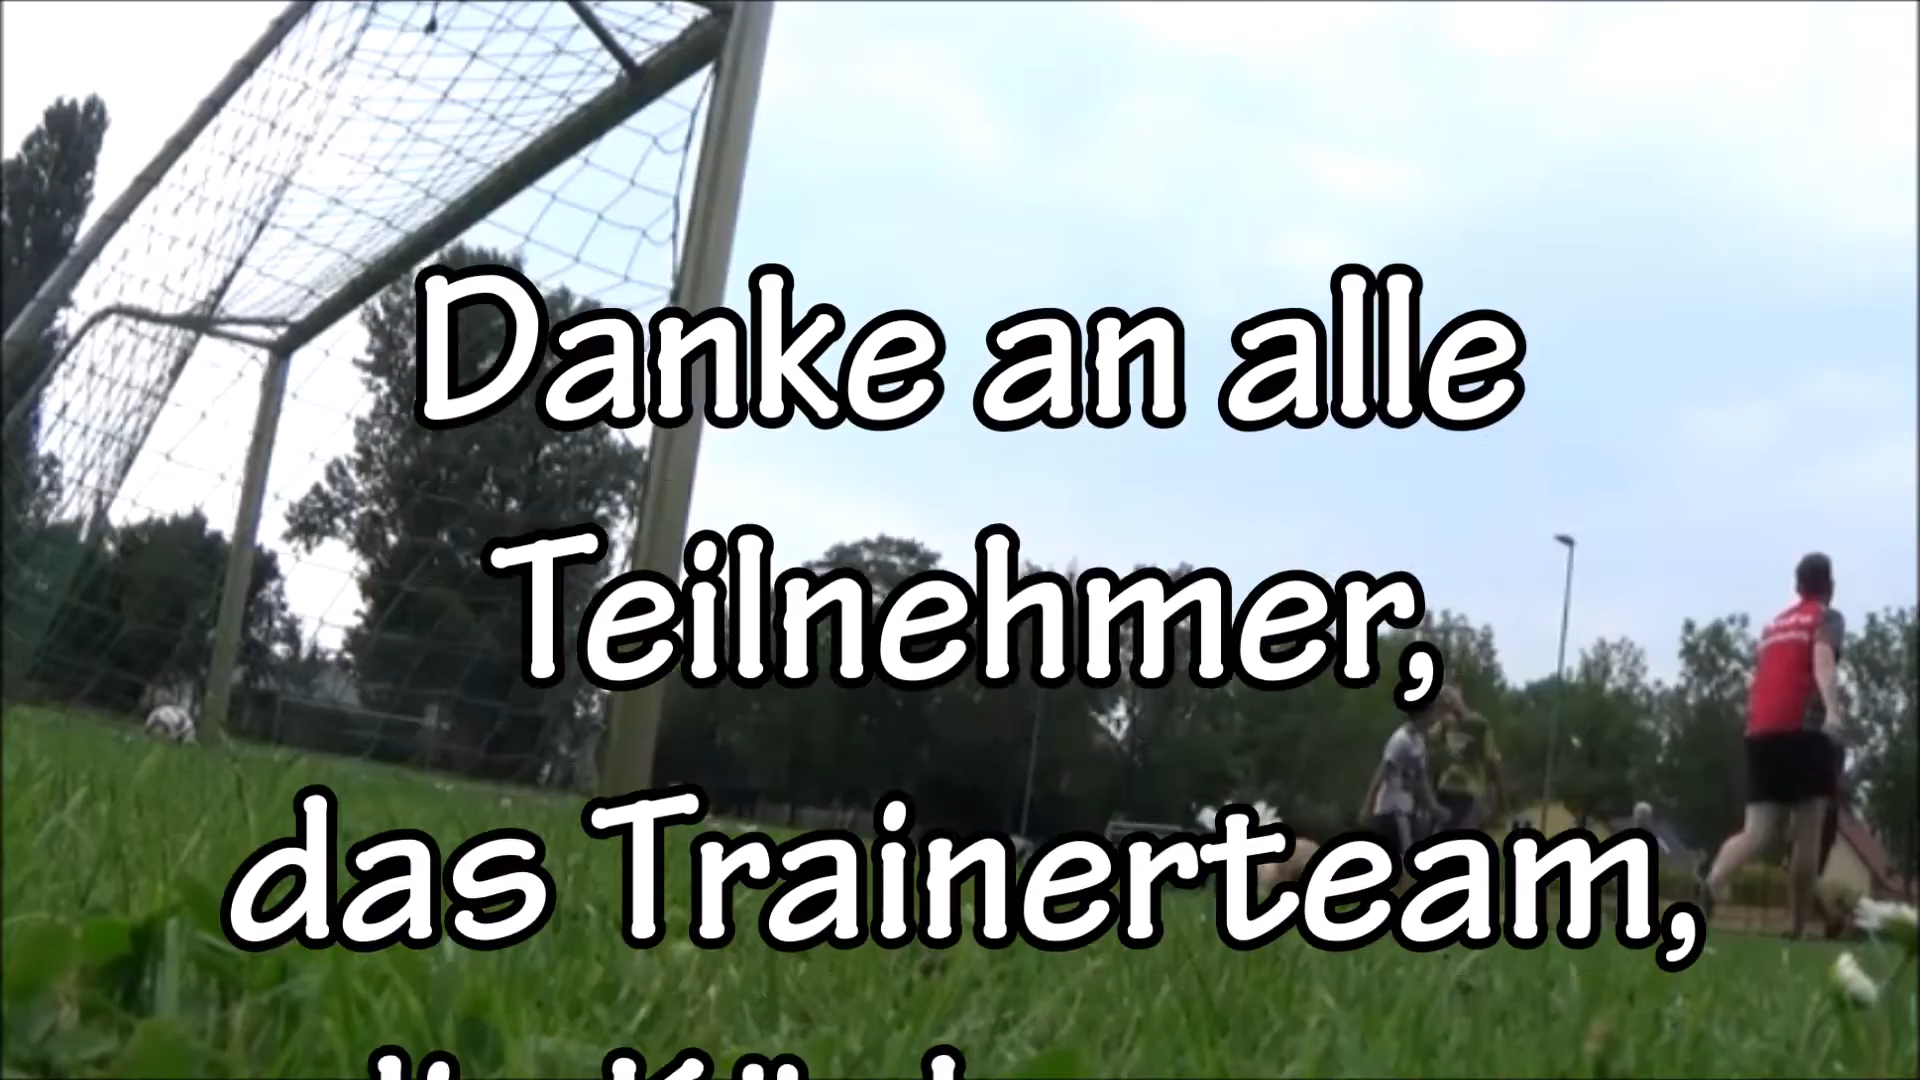 Danke an alle
Teilnehmer,
das Trainerteam,